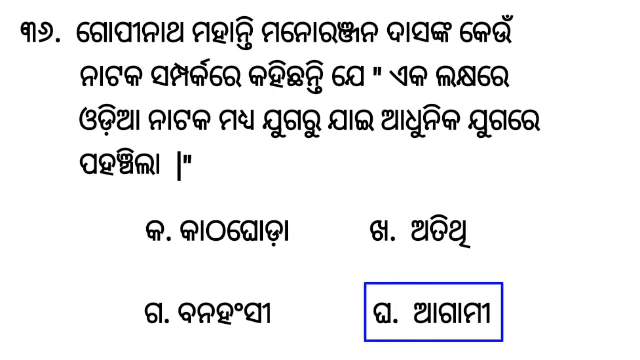 ୩୬. ଗୋପୀନାଥ ମହାନ୍ତି ମନୋରଞ୍ଜନ ଦାସଙ୍କ କେଉଁ
ନାଟକ ସମ୍ପର୍କରେ କହିଛନ୍ତି ଯେ " ଏକ ଲକ୍ଷରେ
ଓଡ଼ିଆ ନାଟକ ମଧ୍ୟ ଯୁଗରୁ ଯାଇ ଆଧୁନିକ ଯୁଗରେ
ପହଞ୍ଚିଲା |"
କ. କାଠଘୋଡ଼ା ଖ. ଅତିଥି
ଗ. ବନହଂସୀ ଘ. ଆଗାମୀ